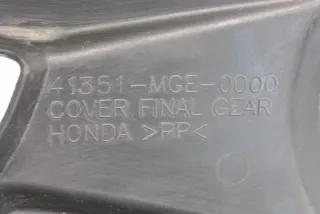 41351-MGE-0000
COVER FINAL GEAR
HONDA >PP<